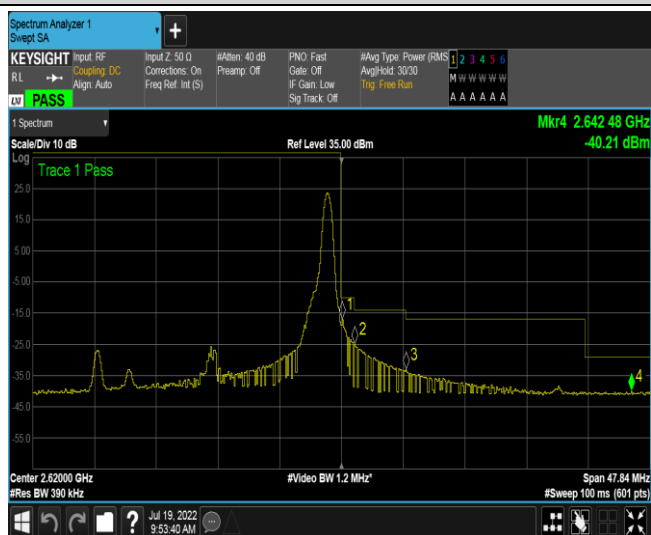 Spectrum Analyzer 1
Swept SA
+
KEYSIGHT
RL
Input: RF
Coupling: DC
Align: Auto
Input Z: 50 Ω
Corrections: On
Freq Ref: Int (S)
#Atten: 40 dB
Preamp: Off
PNO: Fast
Gate: Off
IF Gain: Low
Sig Track: Off
#Avg Type: Power (RMS
Avg|Hold: 30/30
Trig: Free Run
1 2 3 4 5 6
M W W W W W
A A A A A A
LXI PASS
1 Spectrum
Scale/Div 10 dB
Ref Level 35.00 dBm
Mkr4 2.642 48 GHz
-40.21 dBm
Log
Trace 1 Pass
25.0
15.0
5.00
-5.00
-15.0
-25.0
-35.0
-45.0
-55.0
1
2
3
4
Center 2.62000 GHz
#Video BW 1.2 MHz*
Span 47.84 MHz
#Res BW 390 kHz
#Sweep 100 ms (601 pts)
?
Jul 19, 2022
9:53:40 AM